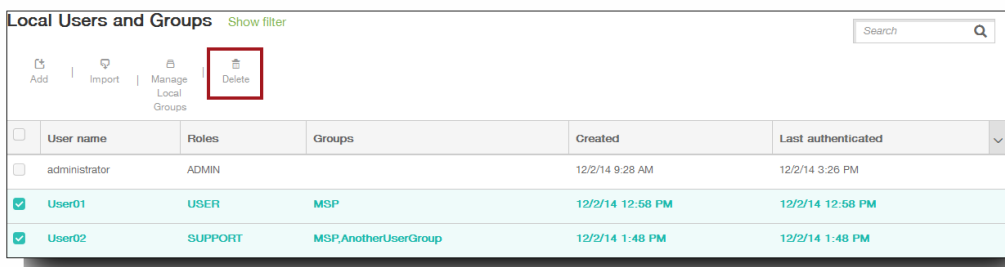 Local Users and Groups Show filter
Search
Add | Import | Manage Local Groups | Delete
User name Roles Groups Created Last authenticated
administrator ADMIN 12/2/14 9:28 AM 12/2/14 3:26 PM
User01 USER MSP 12/2/14 12:58 PM 12/2/14 12:58 PM
User02 SUPPORT MSP,AnotherUserGroup 12/2/14 1:48 PM 12/2/14 1:48 PM